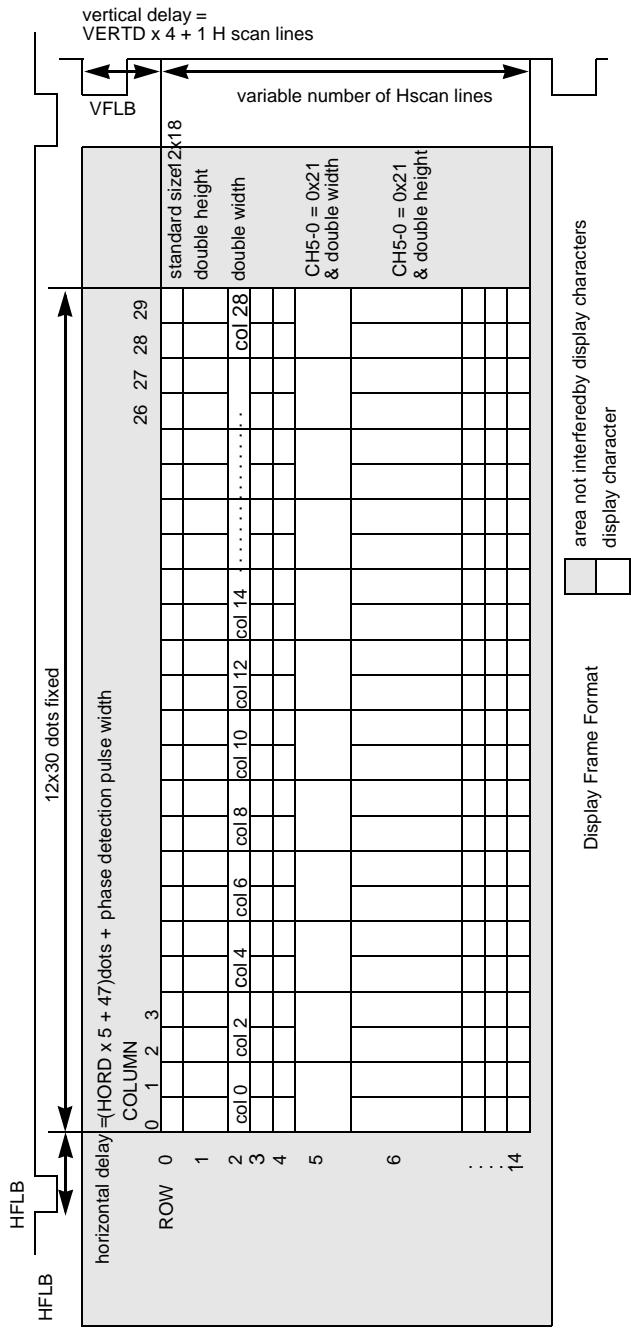 vertical delay =
VERTD x 4 + 1 H scan lines
VFLB
variable number of Hscan lines
HFLB
HFLB
12x30 dots fixed
horizontal delay =(HORD x 5 + 47)dots + phase detection pulse width
COLUMN
0 1 2 3 26 27 28 29
ROW
0 standard size12x18
1 double height
2 col 0 col 2 col 4 col 6 col 8 col 10 col 12 col 14 . . . . . . . . . . . . . . . . . col 28 double width
3
4
5 CH5-0 = 0x21
& double width
6 CH5-0 = 0x21
& double height
. . . .
14
area not interferedby display characters
display character
Display Frame Format